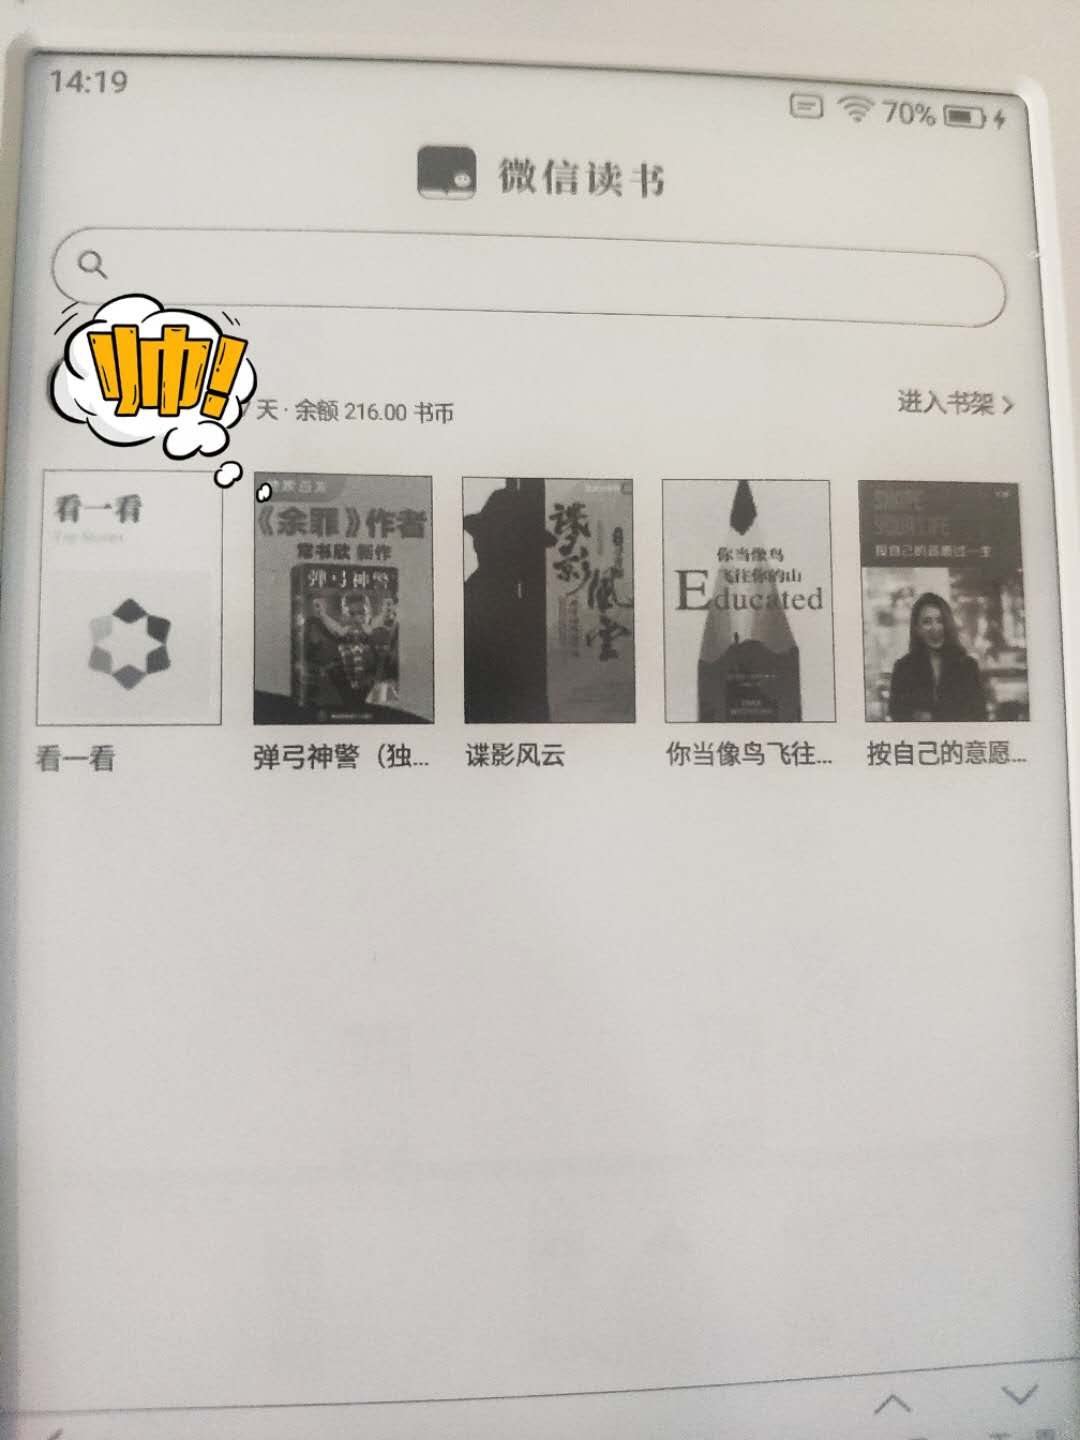 14:19
70%
微信读书
帅!
天·余额 216.00 书币
进入书架
看一看
Top Stories
《余罪》作者
常书欣 新作
弹弓神警
谍影风云
你当像鸟
飞往你的山
Educated
SHAPE
YOUR LIFE
按自己的意愿过一生
看一看
弹弓神警（独...
谍影风云
你当像鸟飞往...
按自己的意愿...